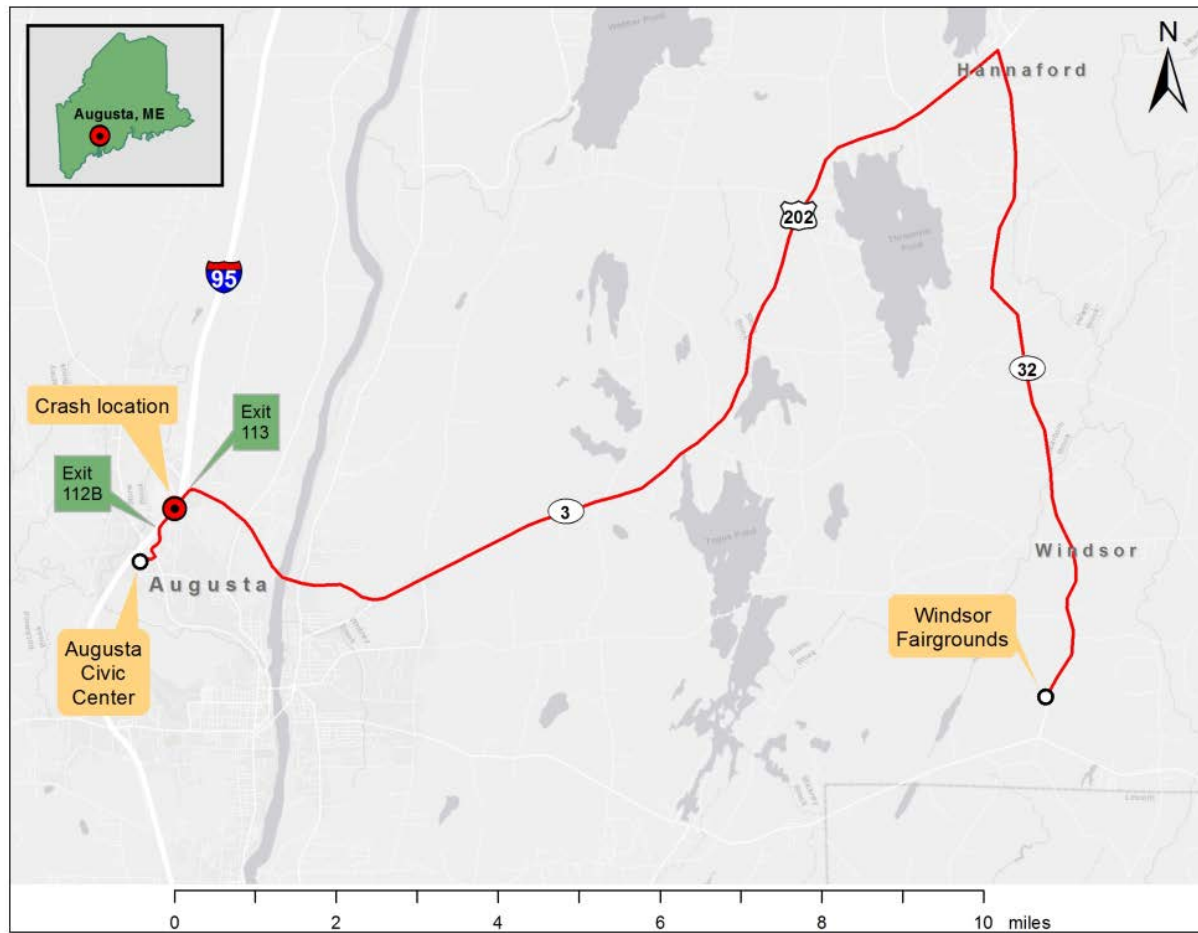 N
Augusta, ME
Hannaford
202
95
32
Crash location
Exit
113
Exit
112B
3
Augusta
Windsor
Augusta
Civic
Center
Windsor
Fairgrounds
0
2
4
6
8
10
miles